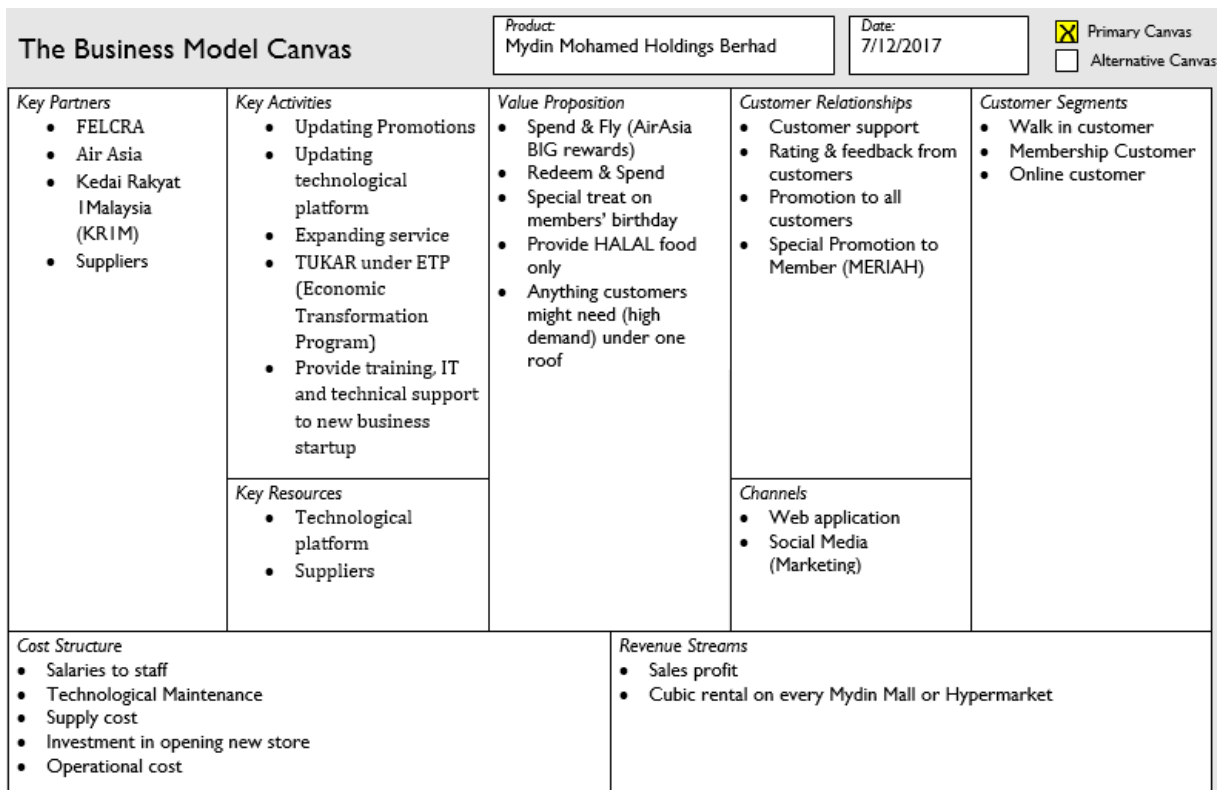 The Business Model Canvas
Product:
Mydin Mohamed Holdings Berhad
Date:
7/12/2017
X Primary Canvas
Alternative Canvas
Key Partners
• FELCRA
• Air Asia
• Kedai Rakyat
1Malaysia
(KR1M)
• Suppliers
Key Activities
• Updating Promotions
• Updating
technological
platform
• Expanding service
• TUKAR under ETP
(Economic
Transformation
Program)
• Provide training, IT
and technical support
to new business
startup
Key Resources
• Technological
platform
• Suppliers
Value Proposition
• Spend & Fly (AirAsia
BIG rewards)
• Redeem & Spend
• Special treat on
members' birthday
• Provide HALAL food
only
• Anything customers
might need (high
demand) under one
roof
Customer Relationships
• Customer support
• Rating & feedback from
customers
• Promotion to all
customers
• Special Promotion to
Member (MERIAH)
Channels
• Web application
• Social Media
(Marketing)
Customer Segments
• Walk in customer
• Membership Customer
• Online customer
Cost Structure
• Salaries to staff
• Technological Maintenance
• Supply cost
• Investment in opening new store
• Operational cost
Revenue Streams
• Sales profit
• Cubic rental on every Mydin Mall or Hypermarket